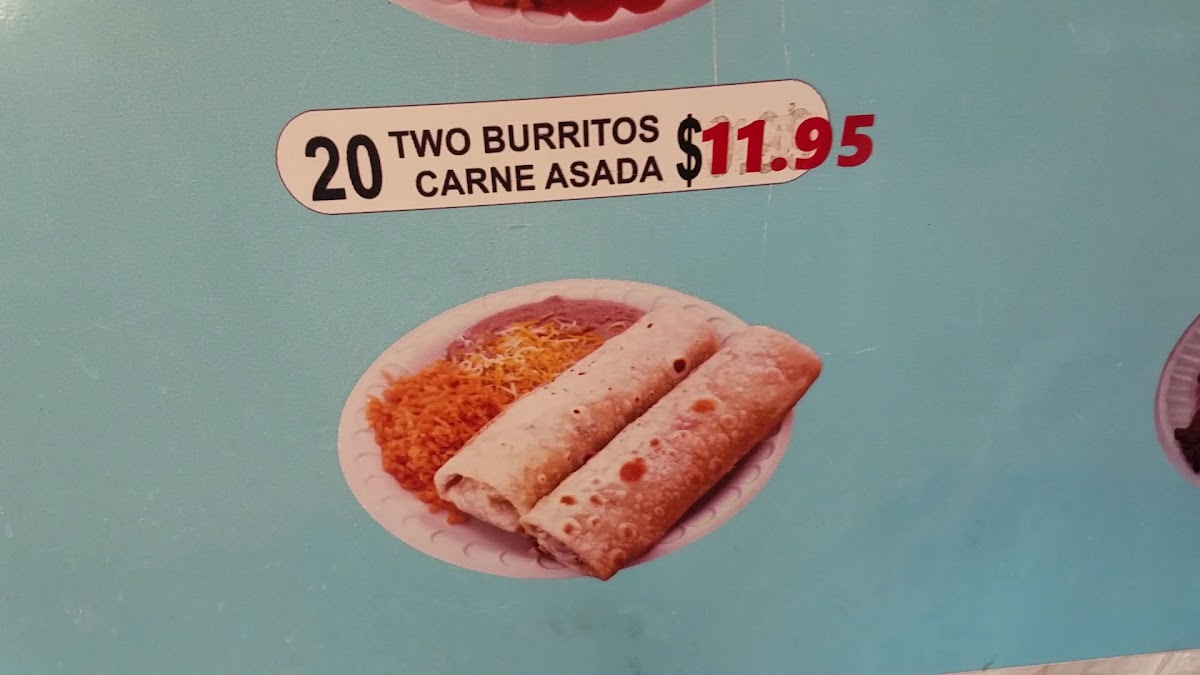 20 TWO BURRITOS $11.95
CARNE ASADA